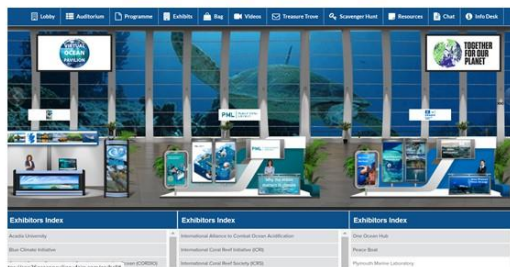 Lobby Auditorium Programme Exhibits Bag Videos Treasure Trove Scavenger Hunt Resources Chat Info Desk
VIRTUAL
OCEAN
PAVILION
TOGETHER
FOR OUR
PLANET
PML
PML
Exhibitors Index Exhibitors Index Exhibitors Index
Acadia University International Alliance to Combat Ocean Acidification One Ocean Hub
Blue Climate Initiative International Coral Reef Initiative (ICRI) Peace Boat
(CORDIO) International Coral Reef Society (ICRS) Plymouth Marine Laboratory